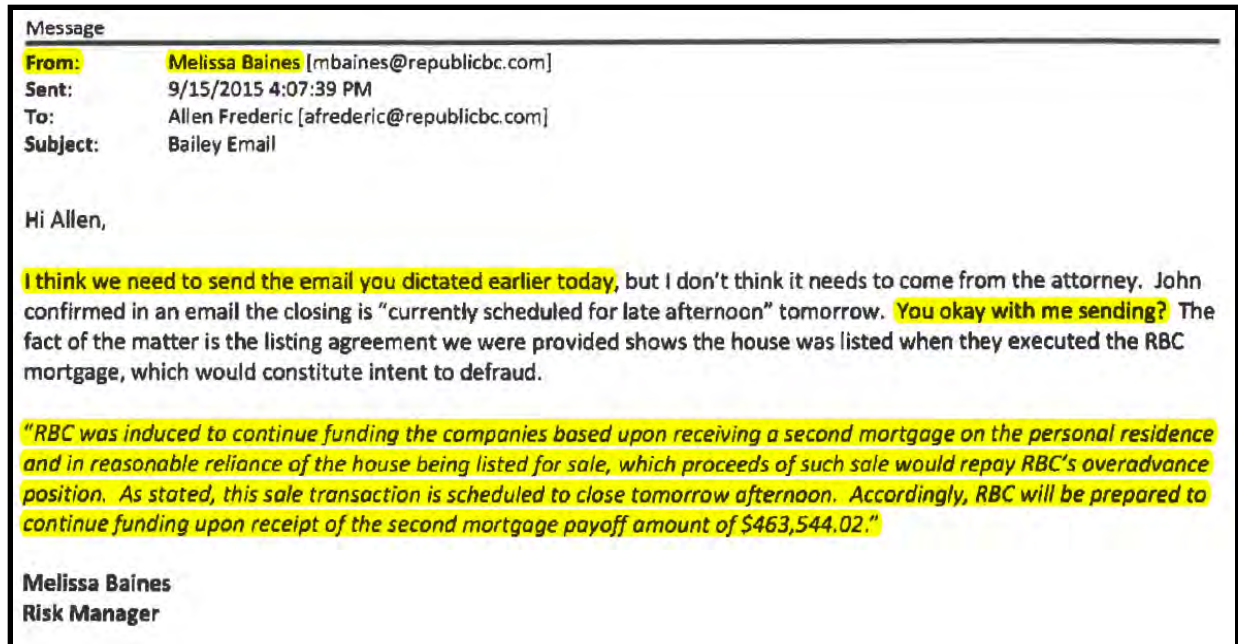 Message
From: Melissa Baines [mbaines@republicbc.com]
Sent: 9/15/2015 4:07:39 PM
To: Allen Frederic [afrederic@republicbc.com]
Subject: Bailey Email
Hi Allen,
I think we need to send the email you dictated earlier today, but I don't think it needs to come from the attorney. John
confirmed in an email the closing is "currently scheduled for late afternoon" tomorrow. You okay with me sending? The
fact of the matter is the listing agreement we were provided shows the house was listed when they executed the RBC
mortgage, which would constitute intent to defraud.
"RBC was induced to continue funding the companies based upon receiving a second mortgage on the personal residence
and in reasonable reliance of the house being listed for sale, which proceeds of such sale would repay RBC's overadvance
position. As stated, this sale transaction is scheduled to close tomorrow afternoon. Accordingly, RBC will be prepared to
continue funding upon receipt of the second mortgage payoff amount of $463,544.02."
Melissa Baines
Risk Manager